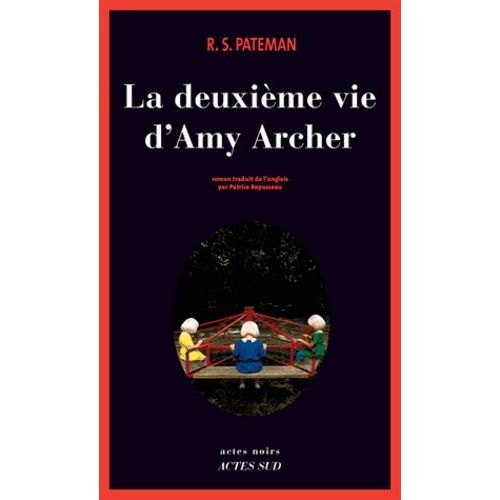 R. S. PATEMAN
La deuxième vie
d'Amy Archer
roman traduit de l'anglais
par Patrice Repusseau
actes noirs
ACTES SUD